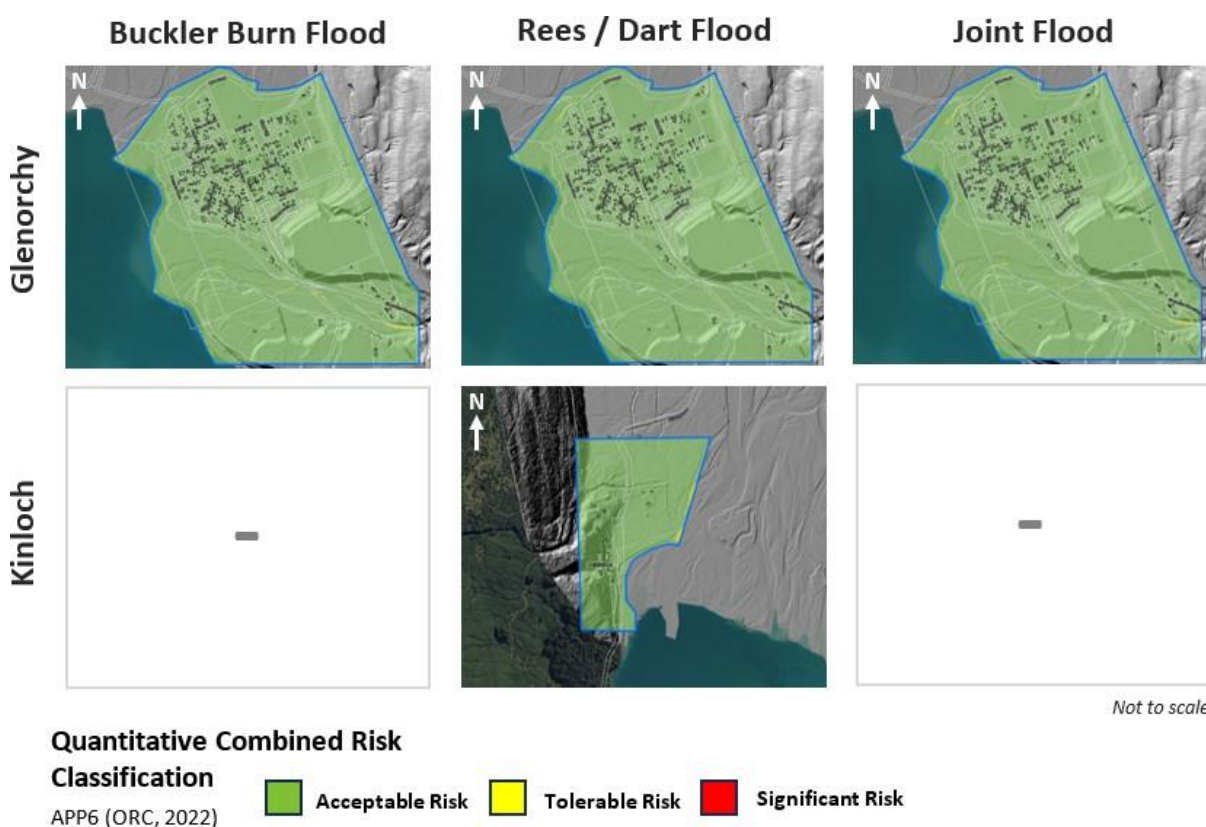 Buckler Burn Flood
Rees / Dart Flood
Joint Flood
Glenorchy
N
N
N
Kinloch
-
N
-
Not to scale
Quantitative Combined Risk
Classification
APP6 (ORC, 2022)
Acceptable Risk
Tolerable Risk
Significant Risk